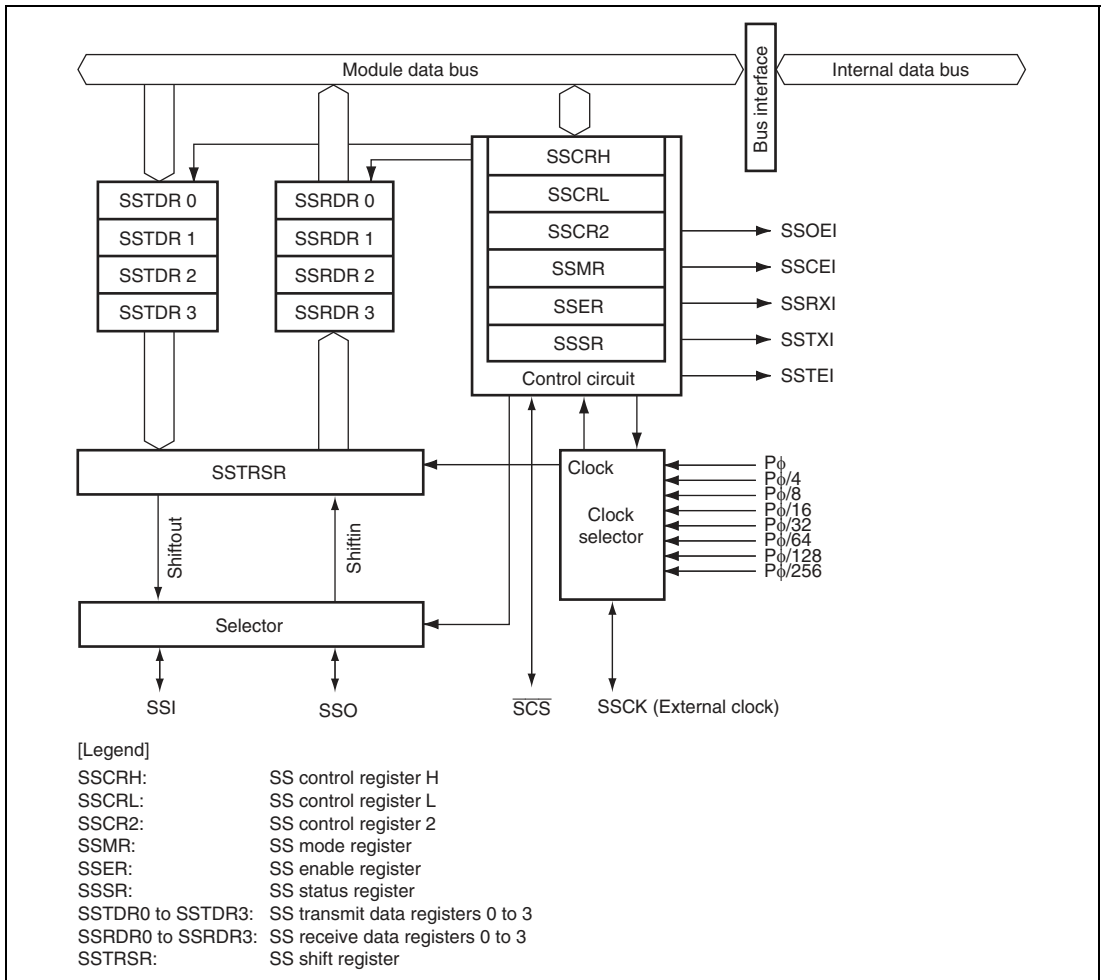 Module data bus
Bus interface
Internal data bus
SSTDR 0
SSTDR 1
SSTDR 2
SSTDR 3
SSRDR 0
SSRDR 1
SSRDR 2
SSRDR 3
SSCRH
SSCRL
SSCR2
SSMR
SSER
SSSR
Control circuit
SSOEI
SSCEI
SSRXI
SSTXI
SSTEI
SSTRSR
Clock
Clock
selector
Pϕ
Pϕ/4
Pϕ/8
Pϕ/16
Pϕ/32
Pϕ/64
Pϕ/128
Pϕ/256
Shiftout
Shiftin
Selector
SSI
SSO
S̅C̅S̅
SSCK (External clock)
[Legend]
SSCRH: SS control register H
SSCRL: SS control register L
SSCR2: SS control register 2
SSMR: SS mode register
SSER: SS enable register
SSSR: SS status register
SSTDR0 to SSTDR3: SS transmit data registers 0 to 3
SSRDR0 to SSRDR3: SS receive data registers 0 to 3
SSTRSR: SS shift register